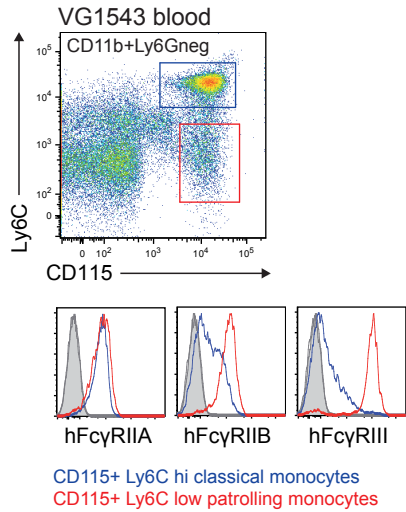 VG1543 blood
CD11b+Ly6Gneg
10⁵
10⁴
10³
10²
0
Ly6C
0 10² 10³ 10⁴ 10⁵
CD115
hFcγRIIA hFcγRIIB hFcγRIII
CD115+ Ly6C hi classical monocytes
CD115+ Ly6C low patrolling monocytes